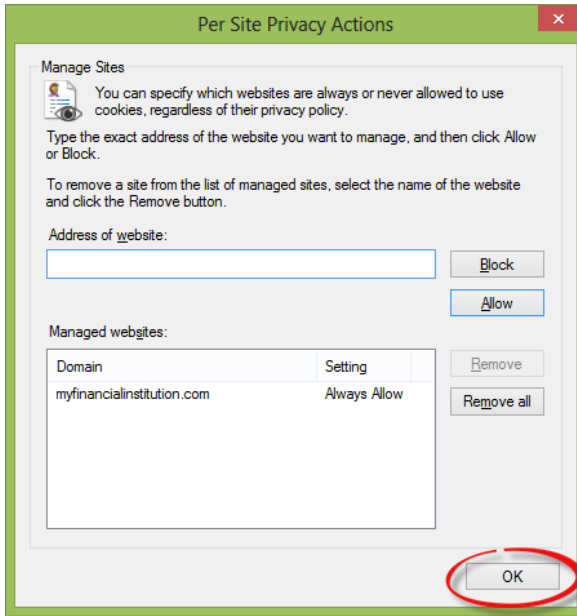 Per Site Privacy Actions
x
Manage Sites
You can specify which websites are always or never allowed to use
cookies, regardless of their privacy policy.
Type the exact address of the website you want to manage, and then click Allow
or Block.
To remove a site from the list of managed sites, select the name of the website
and click the Remove button.
Address of website:
Block
Allow
Managed websites:
Domain Setting
Remove
myfinancialinstitution.com Always Allow
Remove all
OK